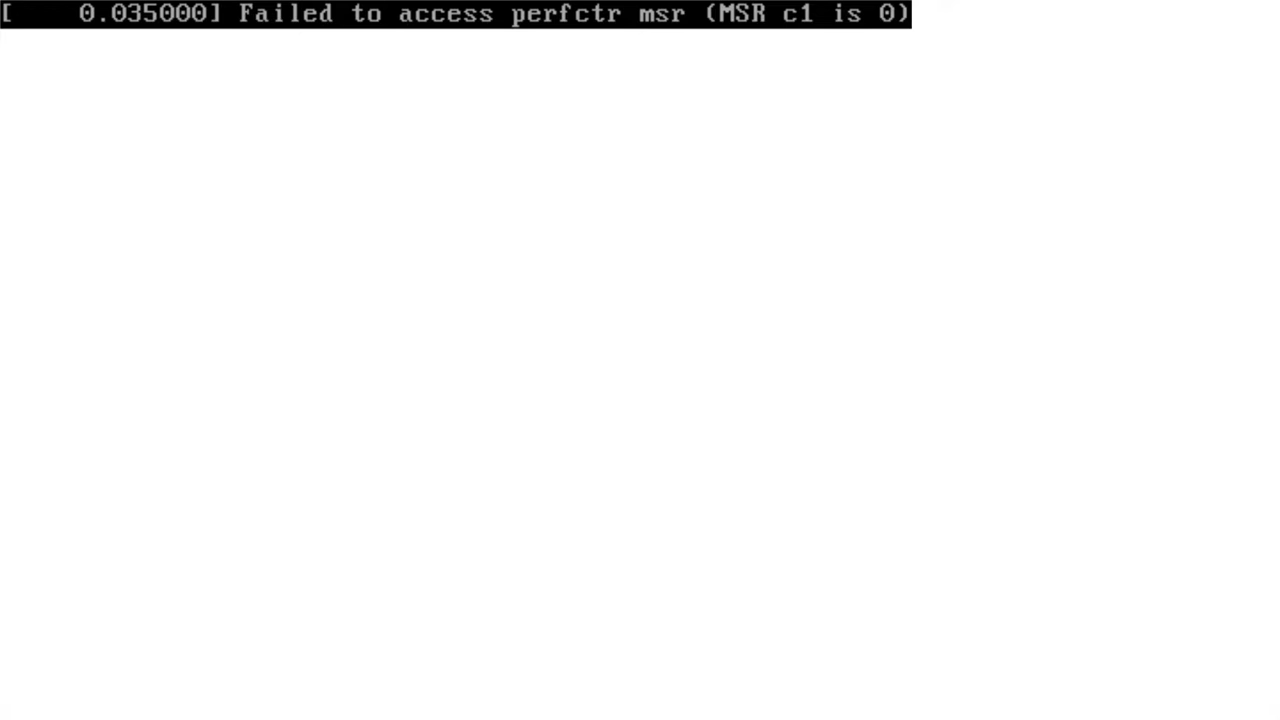 [    0.035000] Failed to access perfctr msr (MSR c1 is 0)